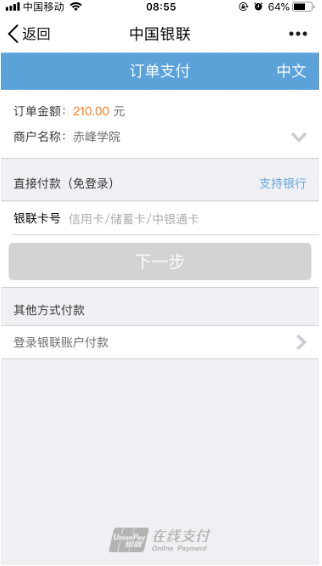 中国移动 08:55 64%
返回 中国银联
订单支付 中文
订单金额：210.00 元
商户名称：赤峰学院
直接付款（免登录） 支持银行
银联卡号 信用卡/储蓄卡/中银通卡
下一步
其他方式付款
登录银联账户付款
UnionPay 银联 在线支付
Online Payment